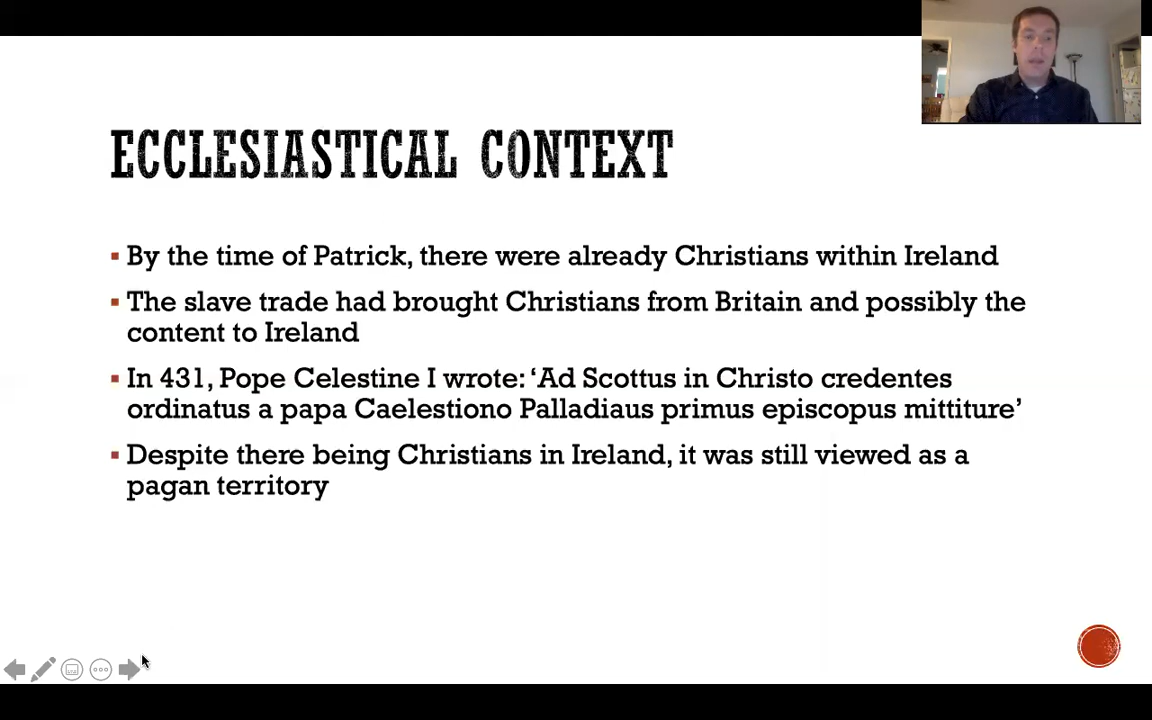 ECCLESIASTICAL CONTEXT
By the time of Patrick, there were already Christians within Ireland
The slave trade had brought Christians from Britain and possibly the
content to Ireland
In 431, Pope Celestine I wrote: ‘Ad Scottus in Christo credentes
ordinatus a papa Caelestiono Palladiaus primus episcopus mittiture’
Despite there being Christians in Ireland, it was still viewed as a
pagan territory